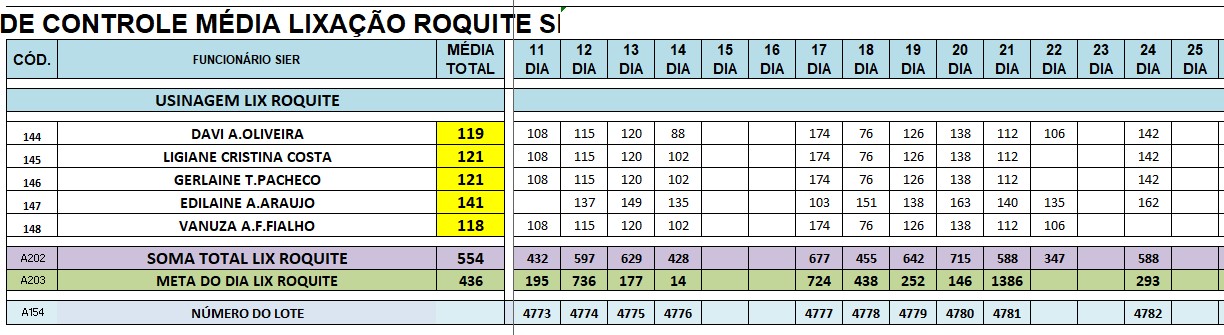 DE CONTROLE MÉDIA LIXAÇÃO ROQUITE SI
CÓD. FUNCIONÁRIO SIER MÉDIA TOTAL 11 DIA 12 DIA 13 DIA 14 DIA 15 DIA 16 DIA 17 DIA 18 DIA 19 DIA 20 DIA 21 DIA 22 DIA 23 DIA 24 DIA 25 DIA
USINAGEM LIX ROQUITE
144 DAVI A.OLIVEIRA 119 108 115 120 88 174 76 126 138 112 106 142
145 LIGIANE CRISTINA COSTA 121 108 115 120 102 174 76 126 138 112 142
146 GERLAINE T.PACHECO 121 108 115 120 102 174 76 126 138 112 142
147 EDILAINE A.ARAUJO 141 137 149 135 103 151 138 163 140 135 162
148 VANUZA A.F.FIALHO 118 108 115 120 102 174 76 126 138 112 106
A202 SOMA TOTAL LIX ROQUITE 554 432 597 629 428 677 455 642 715 588 347 588
A203 META DO DIA LIX ROQUITE 436 195 736 177 14 724 438 252 146 1386 293
A154 NÚMERO DO LOTE 4773 4774 4775 4776 4777 4778 4779 4780 4781 4782